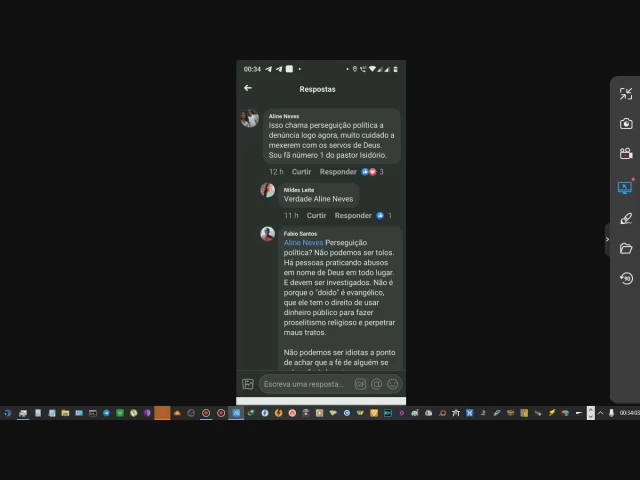 00:34
Respostas
Aline Neves
Isso chama perseguição política a
denúncia logo agora, muito cuidado a
mexerem com os servos de Deus.
Sou fã número 1 do pastor Isidório.
12 h Curtir Responder 3
Nildes Leite
Verdade Aline Neves
11 h Curtir Responder 1
Fabio Santos
Aline Neves Perseguição
política? Não podemos ser tolos.
Há pessoas praticando abusos
em nome de Deus em todo lugar.
E devem ser investigados. Não é
porque o "doido" é evangélico,
que ele tem o direito de usar
dinheiro público para fazer
proselitismo religioso e perpetrar
maus tratos.
Não podemos ser idiotas a ponto
de achar que a fé de alguém se
Escreva uma resposta...
GIF
00:34:03